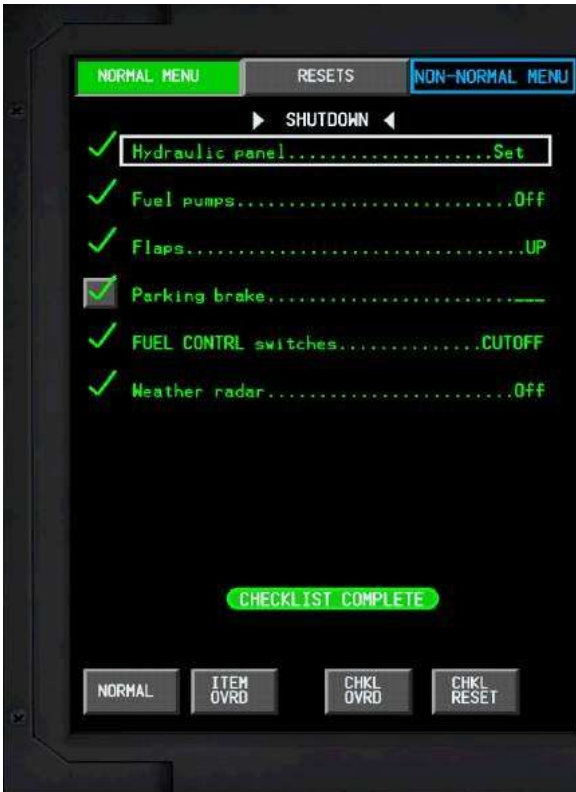 NORMAL MENU RESETS NON-NORMAL MENU
SHUTDOWN
Hydraulic panel.....................Set
Fuel pumps...........................Off
Flaps.................................UP
Parking brake........................___
FUEL CONTRL switches..............CUTOFF
Weather radar........................Off
CHECKLIST COMPLETE
NORMAL ITEM OVRD CHKL OVRD CHKL RESET